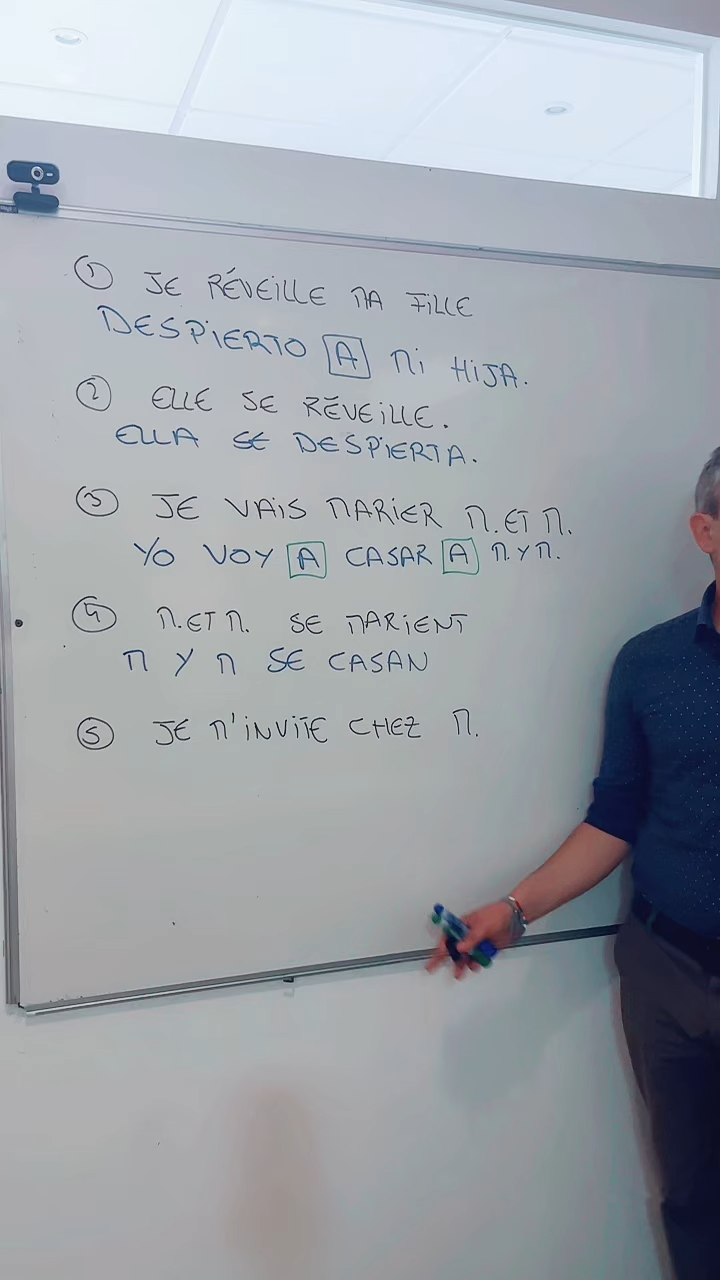 ① JE RÉVEILLE MA FILLE
DESPIERTO A MI HIJA.
② ELLE SE RÉVEILLE.
ELLA SE DESPIERTA.
③ JE VAIS MARIER M. ET M.
YO VOY A CASAR A M. Y M.
④ M. ET M. SE MARIENT
M Y M SE CASAN
⑤ JE M'INVITE CHEZ M.